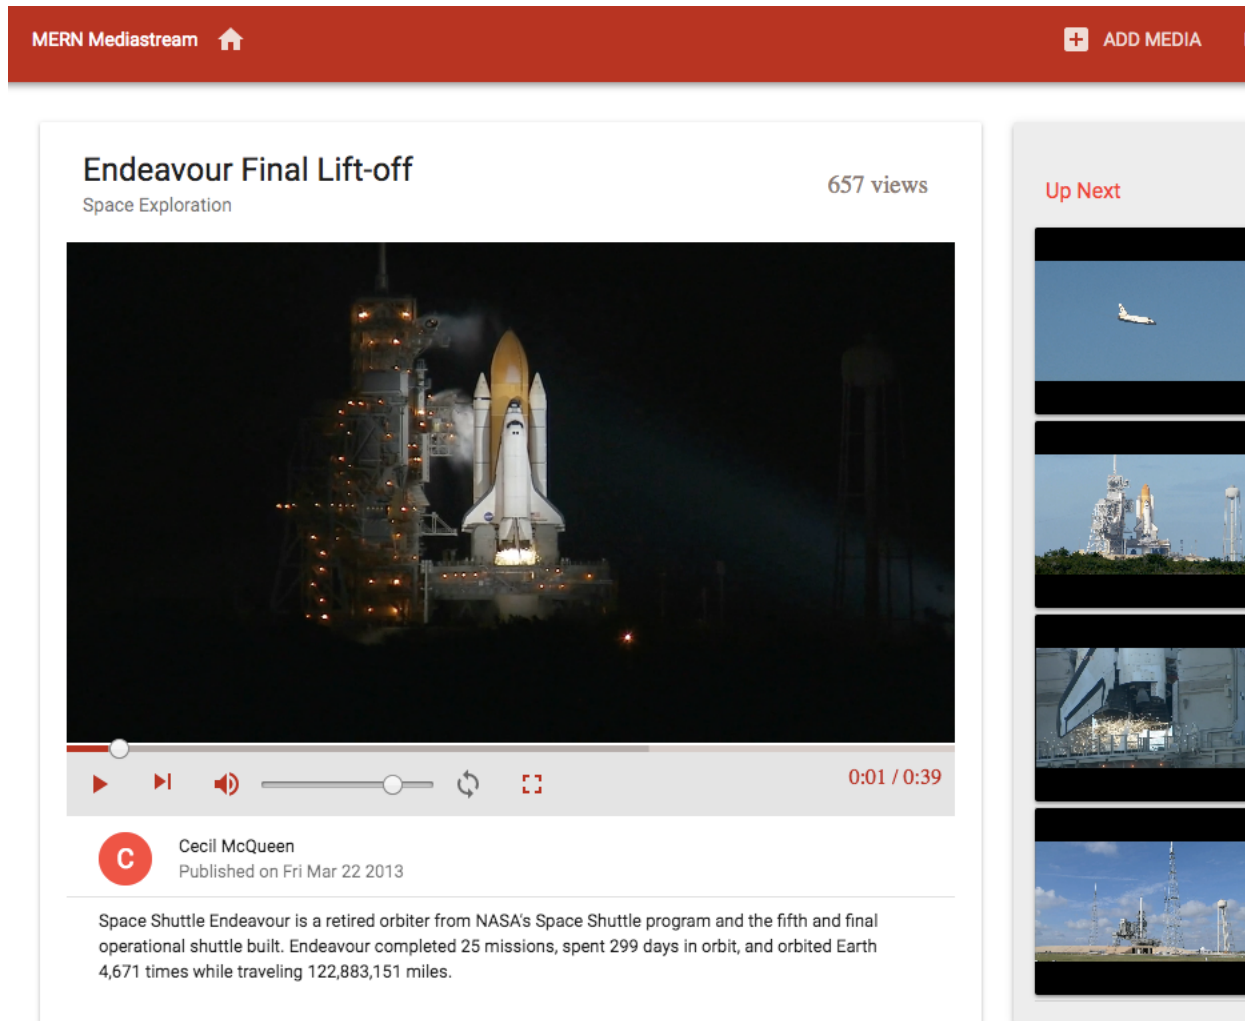 MERN Mediastream
ADD MEDIA
Endeavour Final Lift-off
657 views
Space Exploration
Up Next
0:01 / 0:39
C
Cecil McQueen
Published on Fri Mar 22 2013
Space Shuttle Endeavour is a retired orbiter from NASA's Space Shuttle program and the fifth and final
operational shuttle built. Endeavour completed 25 missions, spent 299 days in orbit, and orbited Earth
4,671 times while traveling 122,883,151 miles.